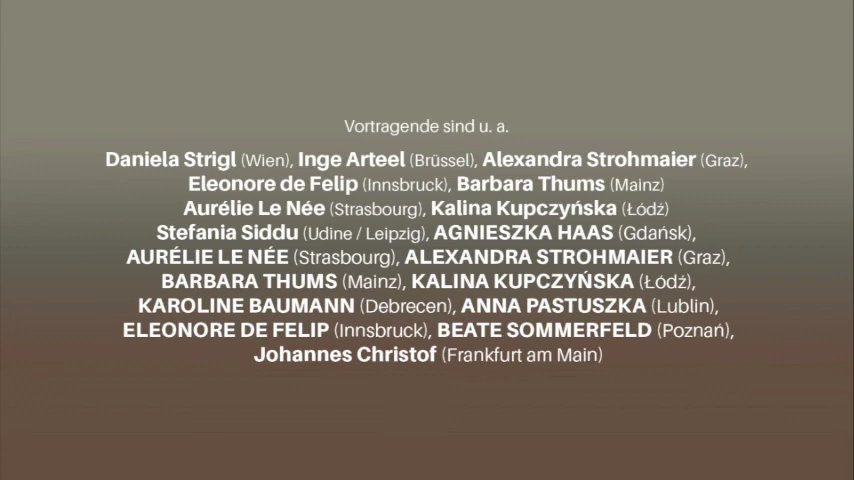 Vortragende sind u. a.
Daniela Strigl (Wien), Inge Arteel (Brüssel), Alexandra Strohmaier (Graz),
Eleonore de Felip (Innsbruck), Barbara Thums (Mainz)
Aurélie Le Née (Strasbourg), Kalina Kupczyńska (Łódź)
Stefania Siddu (Udine / Leipzig), AGNIESZKA HAAS (Gdańsk),
AURÉLIE LE NÉE (Strasbourg), ALEXANDRA STROHMAIER (Graz),
BARBARA THUMS (Mainz), KALINA KUPCZYŃSKA (Łódź),
KAROLINE BAUMANN (Debrecen), ANNA PASTUSZKA (Lublin),
ELEONORE DE FELIP (Innsbruck), BEATE SOMMERFELD (Poznań),
Johannes Christof (Frankfurt am Main)